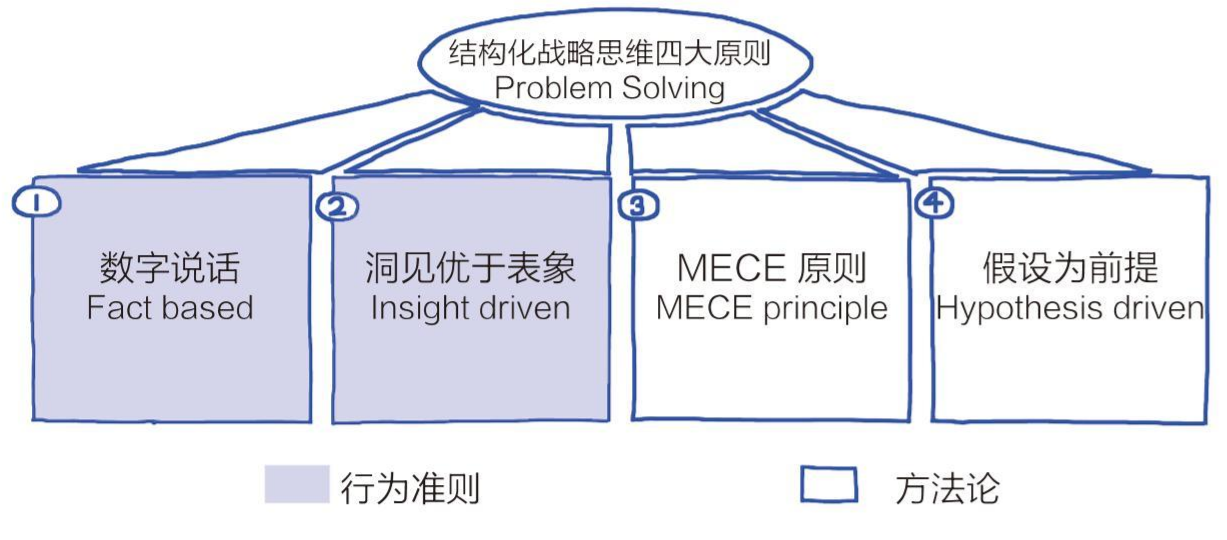 结构化战略思维四大原则
Problem Solving
1
数字说话
Fact based
2
洞见优于表象
Insight driven
3
MECE 原则
MECE principle
4
假设为前提
Hypothesis driven
行为准则
方法论